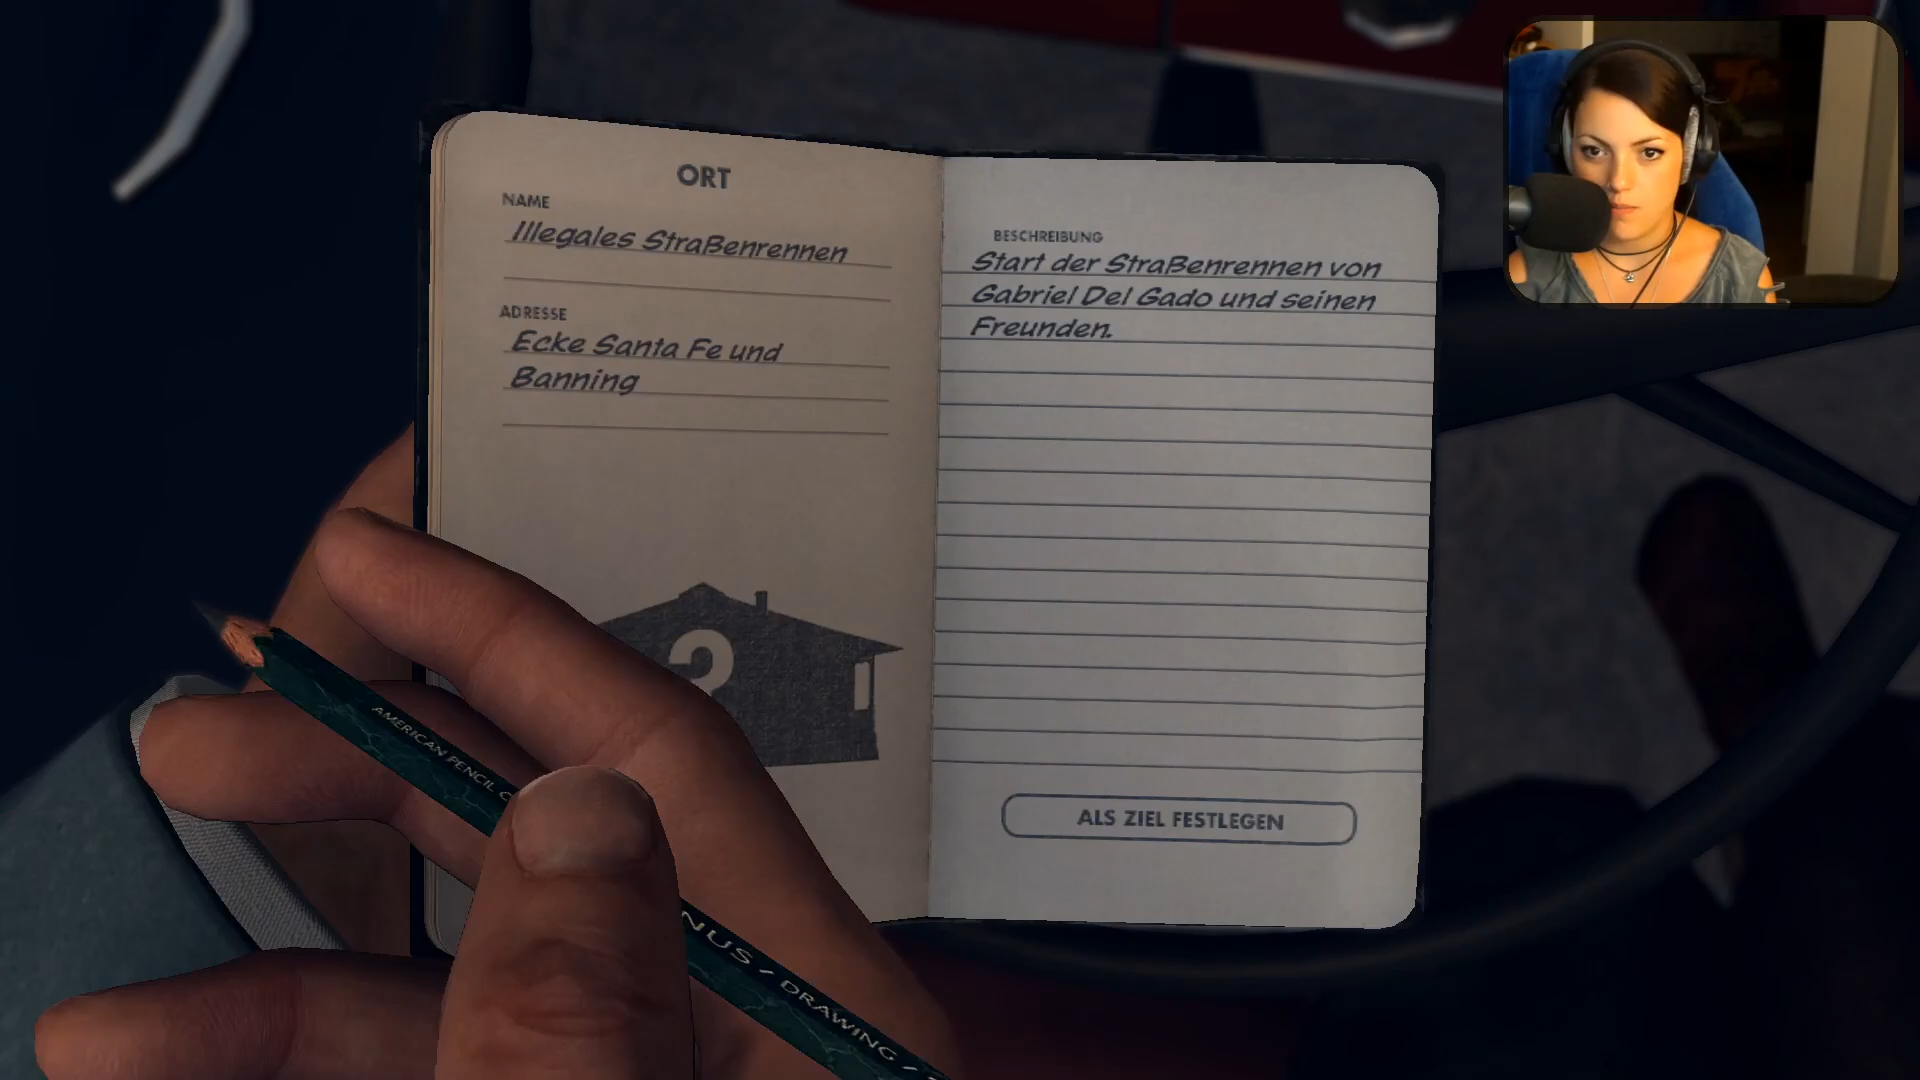 ORT
NAME
Illegales Straßenrennen
ADRESSE
Ecke Santa Fe und
Banning
BESCHREIBUNG
Start der Straßenrennen von
Gabriel Del Gado und seinen
Freunden.
ALS ZIEL FESTLEGEN
?
AMERICAN PENCIL C
NUS / DRAWING /